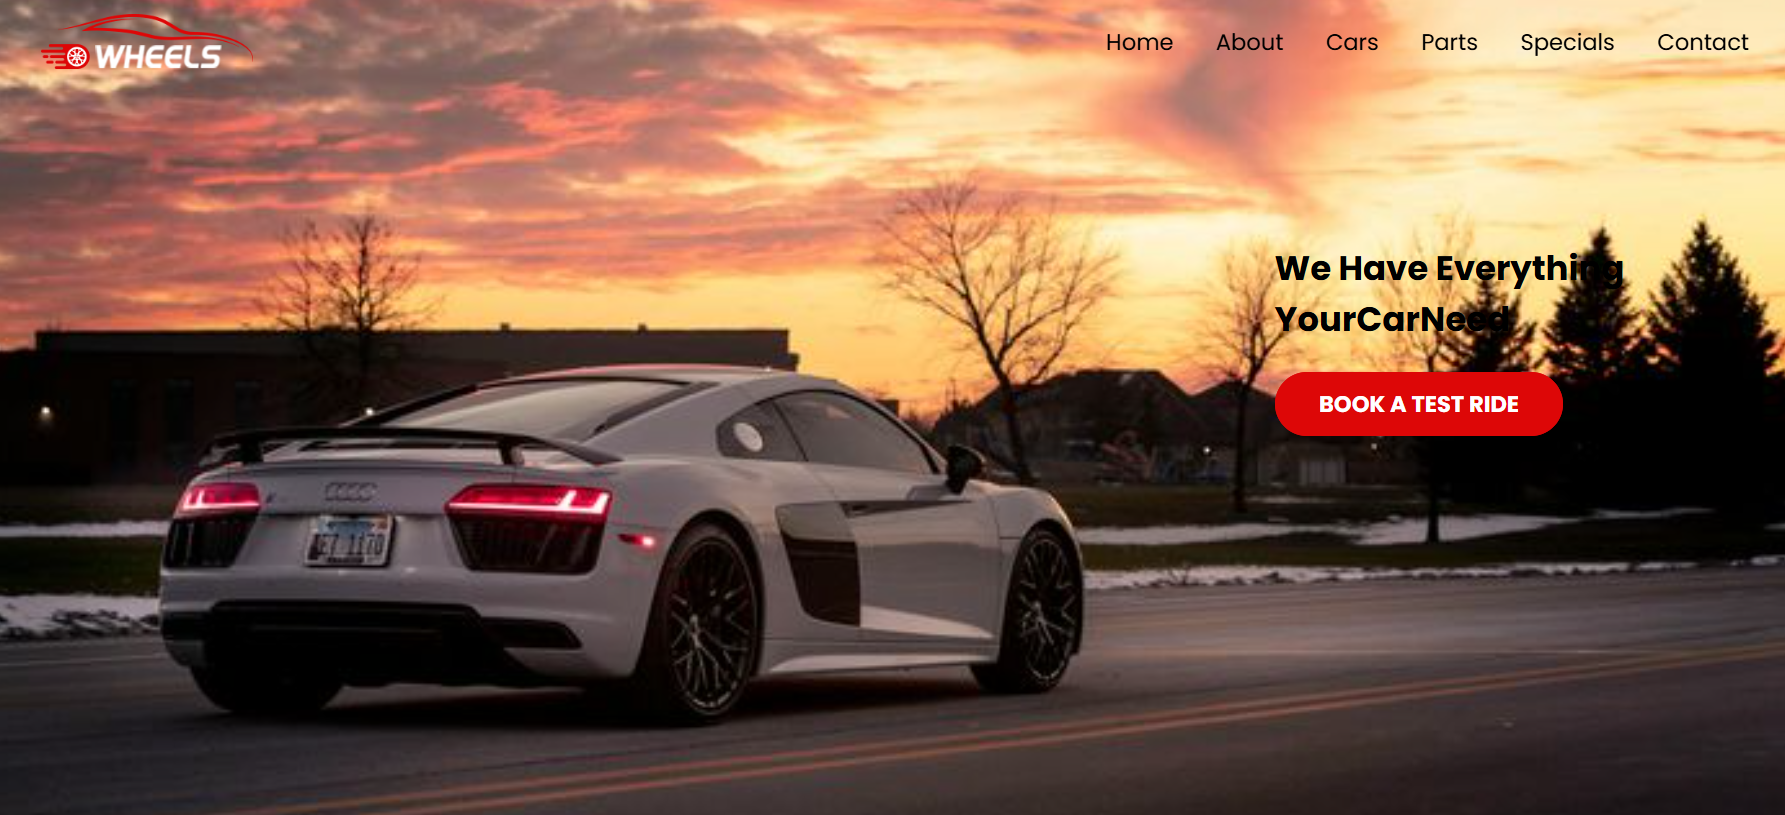 WHEELS
Home About Cars Parts Specials Contact
We Have Everything
YourCarNeed
BOOK A TEST RIDE